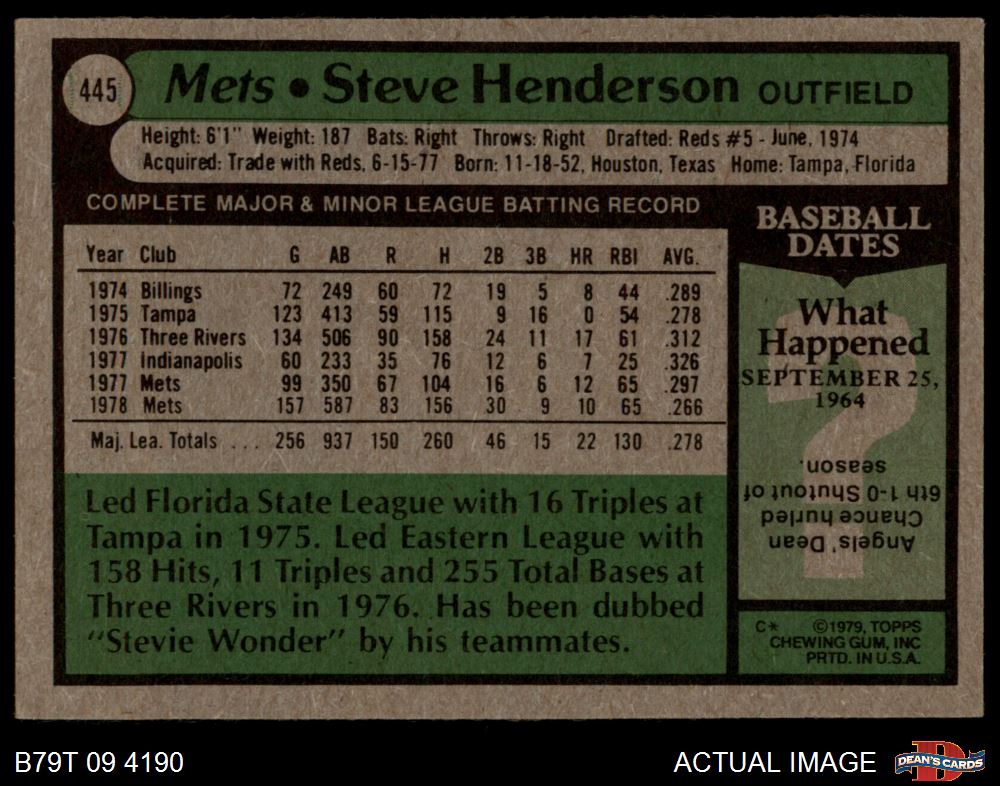 445
Mets • Steve Henderson OUTFIELD
Height: 6'1" Weight: 187 Bats: Right Throws: Right Drafted: Reds #5 - June, 1974
Acquired: Trade with Reds, 6-15-77 Born: 11-18-52, Houston, Texas Home: Tampa, Florida
COMPLETE MAJOR & MINOR LEAGUE BATTING RECORD
Year Club G AB R H 2B 3B HR RBI AVG.
1974 Billings 72 249 60 72 19 5 8 44 .289
1975 Tampa 123 413 59 115 9 16 0 54 .278
1976 Three Rivers 134 506 90 158 24 11 17 61 .312
1977 Indianapolis 60 233 35 76 12 6 7 25 .326
1977 Mets 99 350 67 104 16 6 12 65 .297
1978 Mets 157 587 83 156 30 9 10 65 .266
Maj. Lea. Totals ... 256 937 150 260 46 15 22 130 .278
Led Florida State League with 16 Triples at
Tampa in 1975. Led Eastern League with
158 Hits, 11 Triples and 255 Total Bases at
Three Rivers in 1976. Has been dubbed
"Stevie Wonder" by his teammates.
BASEBALL
DATES
What
Happened
SEPTEMBER 25,
1964
?
Angels' Dean
Chance hurled
6th 1-0 Shutout of
season.
C* ©1979, TOPPS
CHEWING GUM, INC
PRTD. IN U.S.A.
B79T 09 4190
ACTUAL IMAGE
D
DEAN'S CARDS